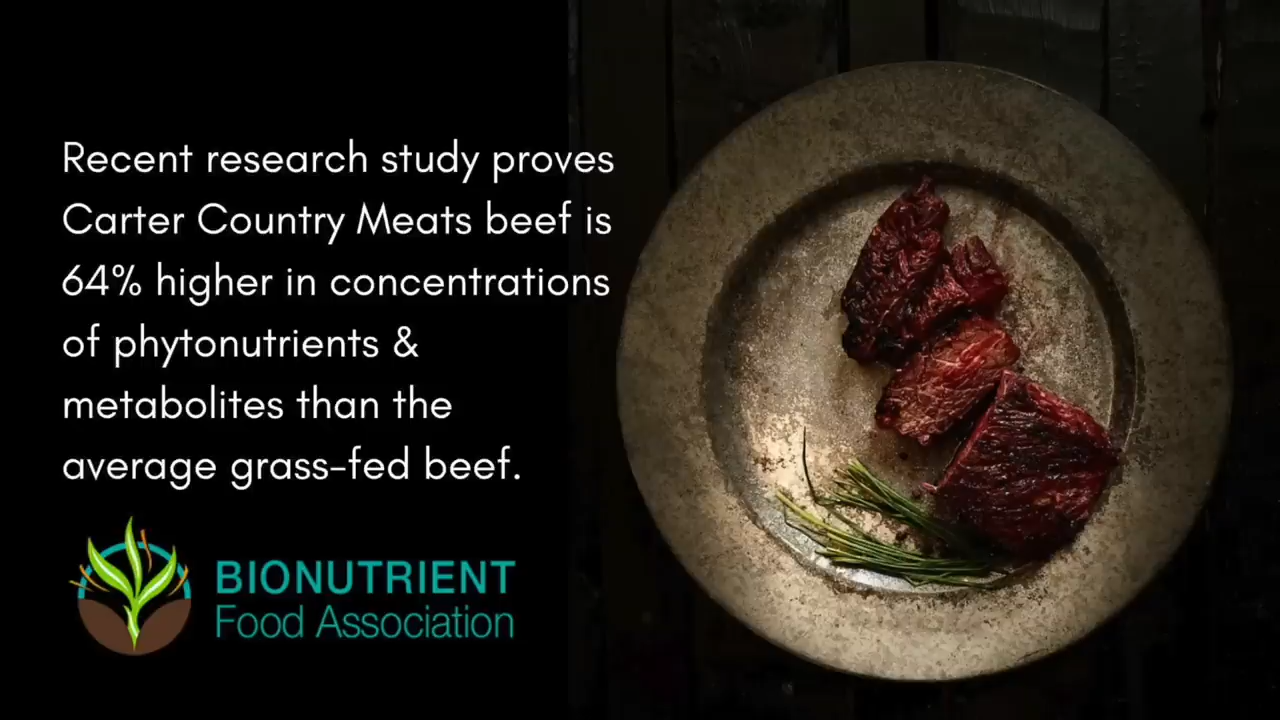 Recent research study proves
Carter Country Meats beef is
64% higher in concentrations
of phytonutrients &
metabolites than the
average grass-fed beef.
BIONUTRIENT
Food Association